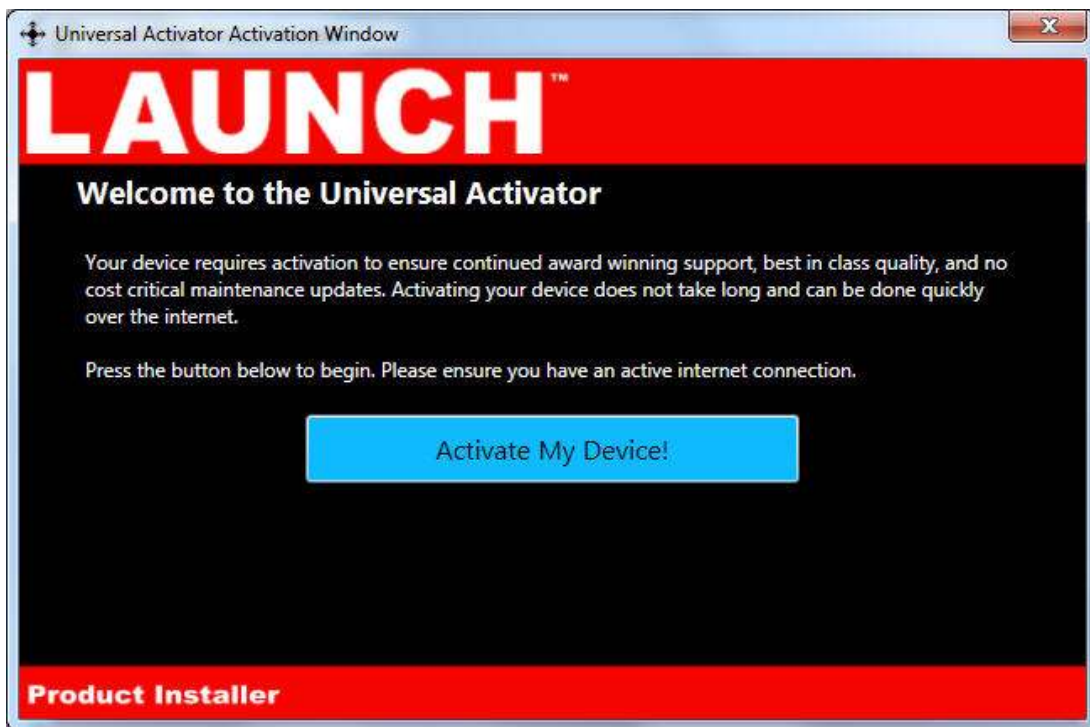 Universal Activator Activation Window
X
LAUNCH™
Welcome to the Universal Activator
Your device requires activation to ensure continued award winning support, best in class quality, and no
cost critical maintenance updates. Activating your device does not take long and can be done quickly
over the internet.
Press the button below to begin. Please ensure you have an active internet connection.
Activate My Device!
Product Installer